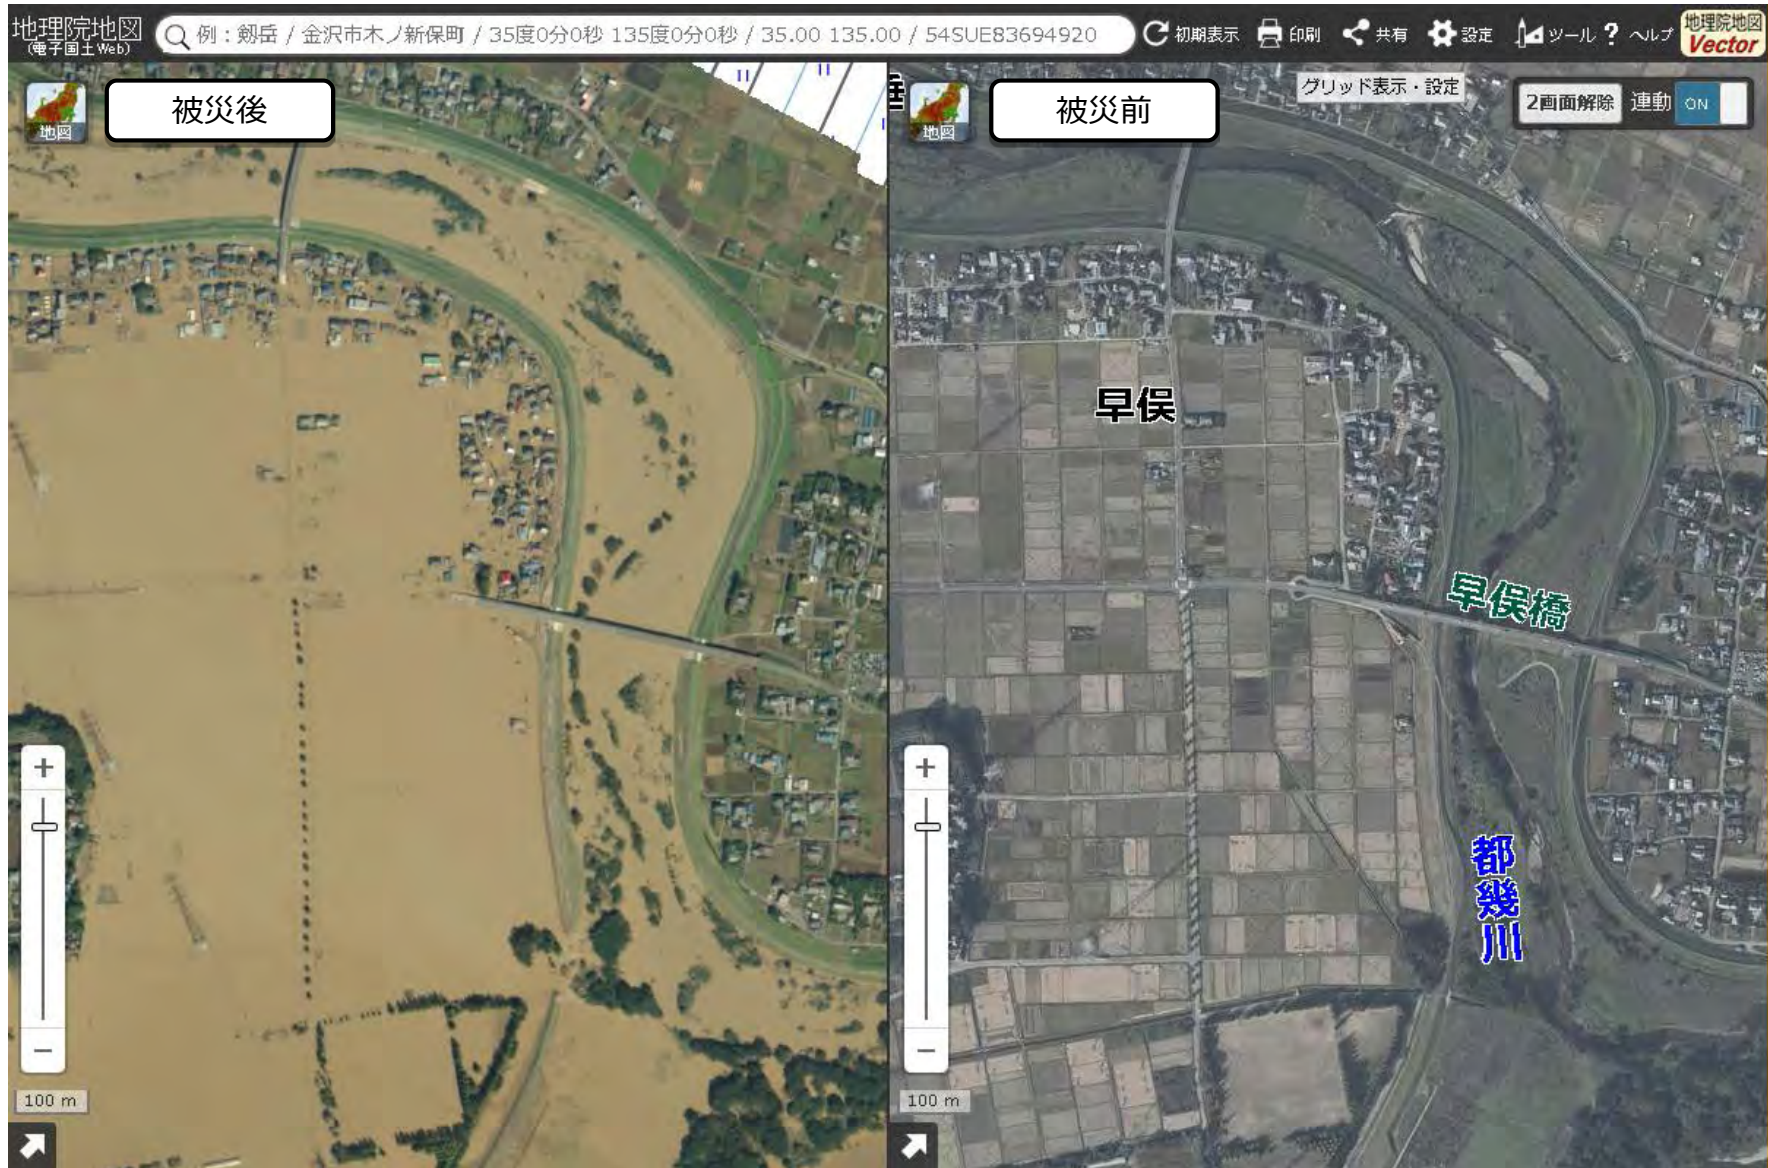 地理院地図
(電子国土Web)
例：剱岳 / 金沢市木ノ新保町 / 35度0分0秒 135度0分0秒 / 35.00 135.00 / 54SUE83694920
初期表示
印刷
共有
設定
ツール
? ヘルプ
地理院地図
Vector
地図
被災後
地図
被災前
グリッド表示・設定
2画面解除
連動
ON
早俣
早俣橋
都幾川
+
−
100 m
+
−
100 m